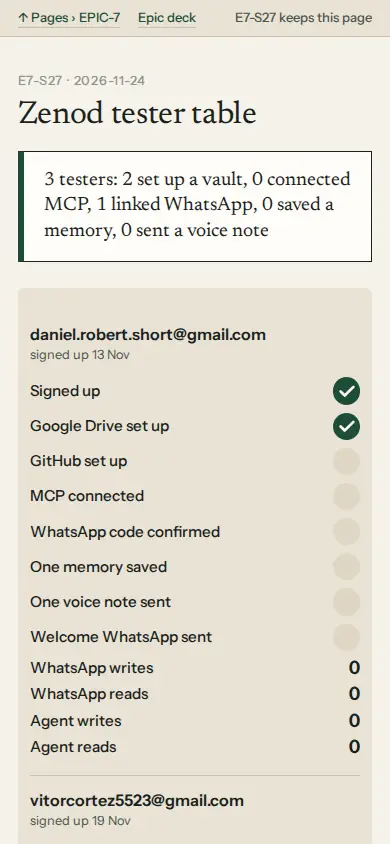 ↑ Pages › EPIC-7 Epic deck E7-S27 keeps this page
E7-S27 · 2026-11-24
Zenod tester table
3 testers: 2 set up a vault, 0 connected
MCP, 1 linked WhatsApp, 0 saved a
memory, 0 sent a voice note
daniel.robert.short@gmail.com
signed up 13 Nov
Signed up
Google Drive set up
GitHub set up
MCP connected
WhatsApp code confirmed
One memory saved
One voice note sent
Welcome WhatsApp sent
WhatsApp writes 0
WhatsApp reads 0
Agent writes 0
Agent reads 0
vitorcortez5523@gmail.com
signed up 19 Nov